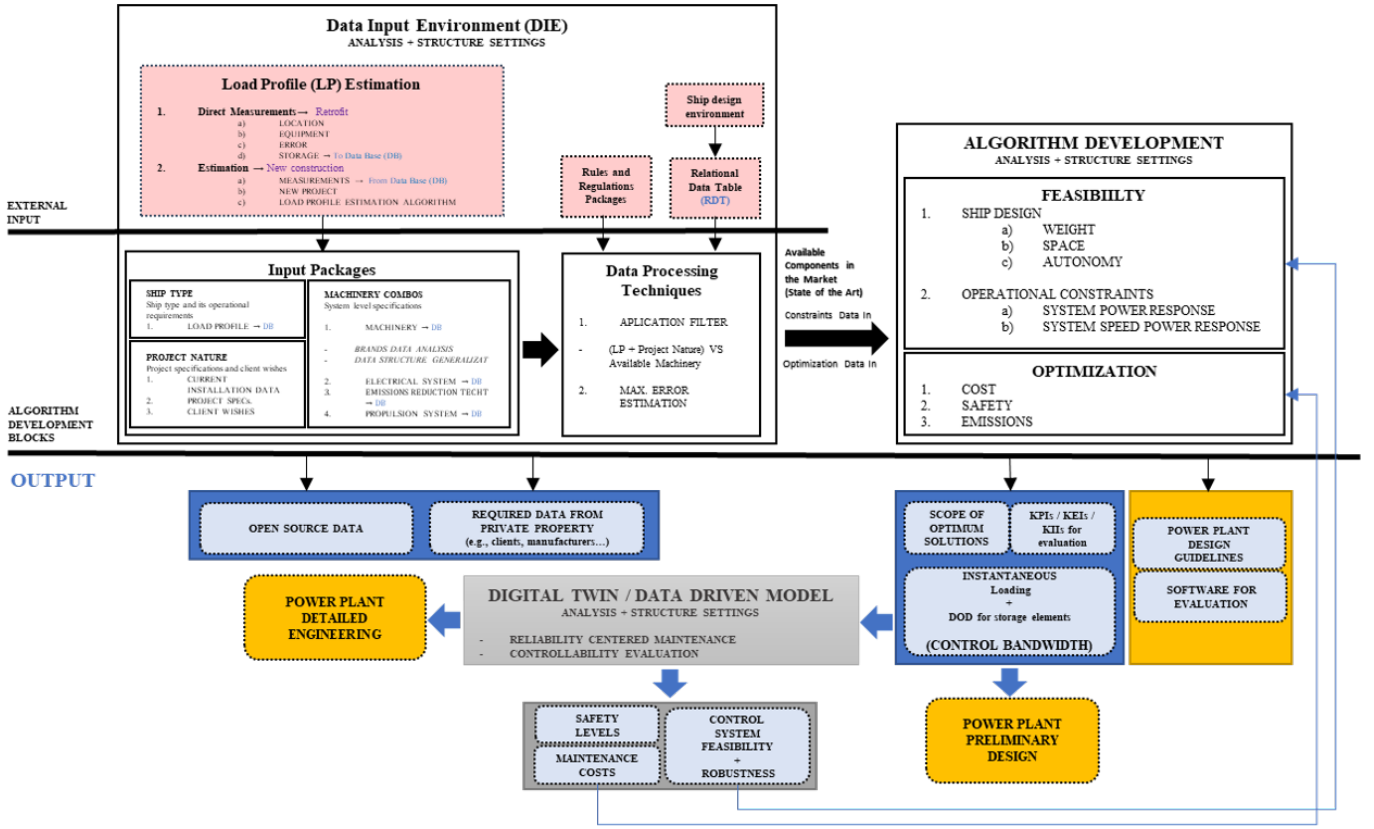 Data Input Environment (DIE)
ANALYSIS + STRUCTURE SETTINGS
Load Profile (LP) Estimation
1. Direct Measurements → Retrofit
a) LOCATION
b) EQUIPMENT
c) ERROR
d) STORAGE → To Data Base (DB)
2. Estimation → New construction
a) MEASUREMENTS → From Data Base (DB)
b) NEW PROJECT
c) LOAD PROFILE ESTIMATION ALGORITHM
Ship design
environment
Rules and
Regulations
Packages
Relational
Data Table
(RDT)
EXTERNAL
INPUT
Input Packages
SHIP TYPE
Ship type and its operational
requirements
1. LOAD PROFILE → DB
PROJECT NATURE
Project specifications and client wishes
1. CURRENT
INSTALLATION DATA
2. PROJECT SPECs.
3. CLIENT WISHES
MACHINERY COMBOS
System level specifications
1. MACHINERY → DB
- BRANDS DATA ANALYSIS
- DATA STRUCTURE GENERALIZAT
2. ELECTRICAL SYSTEM → DB
3. EMISSIONS REDUCTION TECHT
→ DB
4. PROPULSION SYSTEM → DB
Data Processing
Techniques
1. APLICATION FILTER
- (LP + Project Nature) VS
Available Machinery
2. MAX. ERROR
ESTIMATION
Available
Components in
the Market
(State of the Art)
Constraints Data In
Optimization Data In
ALGORITHM DEVELOPMENT
ANALYSIS + STRUCTURE SETTINGS
FEASIBIILTY
1. SHIP DESIGN
a) WEIGHT
b) SPACE
c) AUTONOMY
2. OPERATIONAL CONSTRAINTS
a) SYSTEM POWER RESPONSE
b) SYSTEM SPEED POWER RESPONSE
OPTIMIZATION
1. COST
2. SAFETY
3. EMISSIONS
ALGORITHM
DEVELOPMENT
BLOCKS
OUTPUT
OPEN SOURCE DATA
REQUIRED DATA FROM
PRIVATE PROPERTY
(e.g., clients, manufacturers…)
SCOPE OF
OPTIMUM
SOLUTIONS
KPIs / KEIs /
KIIs for
evaluation
INSTANTANEOUS
Loading
+
DOD for storage elements
(CONTROL BANDWIDTH)
POWER PLANT
DESIGN
GUIDELINES
SOFTWARE FOR
EVALUATION
POWER PLANT
DETAILED
ENGINEERING
DIGITAL TWIN / DATA DRIVEN MODEL
ANALYSIS + STRUCTURE SETTINGS
- RELIABILITY CENTERED MAINTENANCE
- CONTROLLABILITY EVALUATION
SAFETY
LEVELS
MAINTENANCE
COSTS
CONTROL
SYSTEM
FEASIBILITY
+
ROBUSTNESS
POWER PLANT
PRELIMINARY
DESIGN